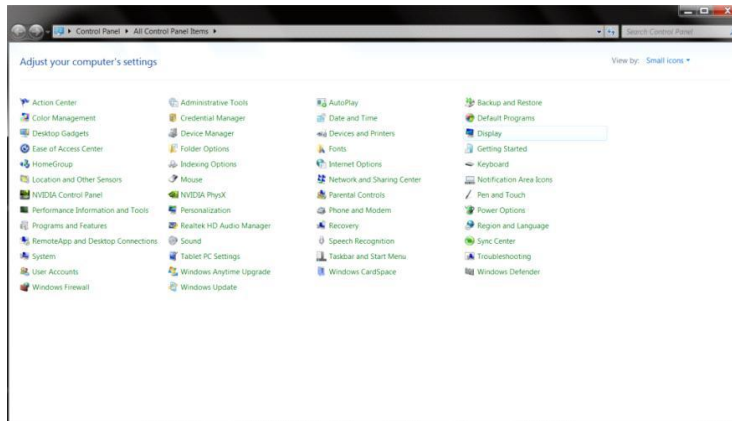 Control Panel ▸ All Control Panel Items ▸
Search Control Panel
Adjust your computer's settings
View by: Small icons
Action Center
Administrative Tools
AutoPlay
Backup and Restore
Color Management
Credential Manager
Date and Time
Default Programs
Desktop Gadgets
Device Manager
Devices and Printers
Display
Ease of Access Center
Folder Options
Fonts
Getting Started
HomeGroup
Indexing Options
Internet Options
Keyboard
Location and Other Sensors
Mouse
Network and Sharing Center
Notification Area Icons
NVIDIA Control Panel
NVIDIA PhysX
Parental Controls
Pen and Touch
Performance Information and Tools
Personalization
Phone and Modem
Power Options
Programs and Features
Realtek HD Audio Manager
Recovery
Region and Language
RemoteApp and Desktop Connections
Sound
Speech Recognition
Sync Center
System
Tablet PC Settings
Taskbar and Start Menu
Troubleshooting
User Accounts
Windows Anytime Upgrade
Windows CardSpace
Windows Defender
Windows Firewall
Windows Update